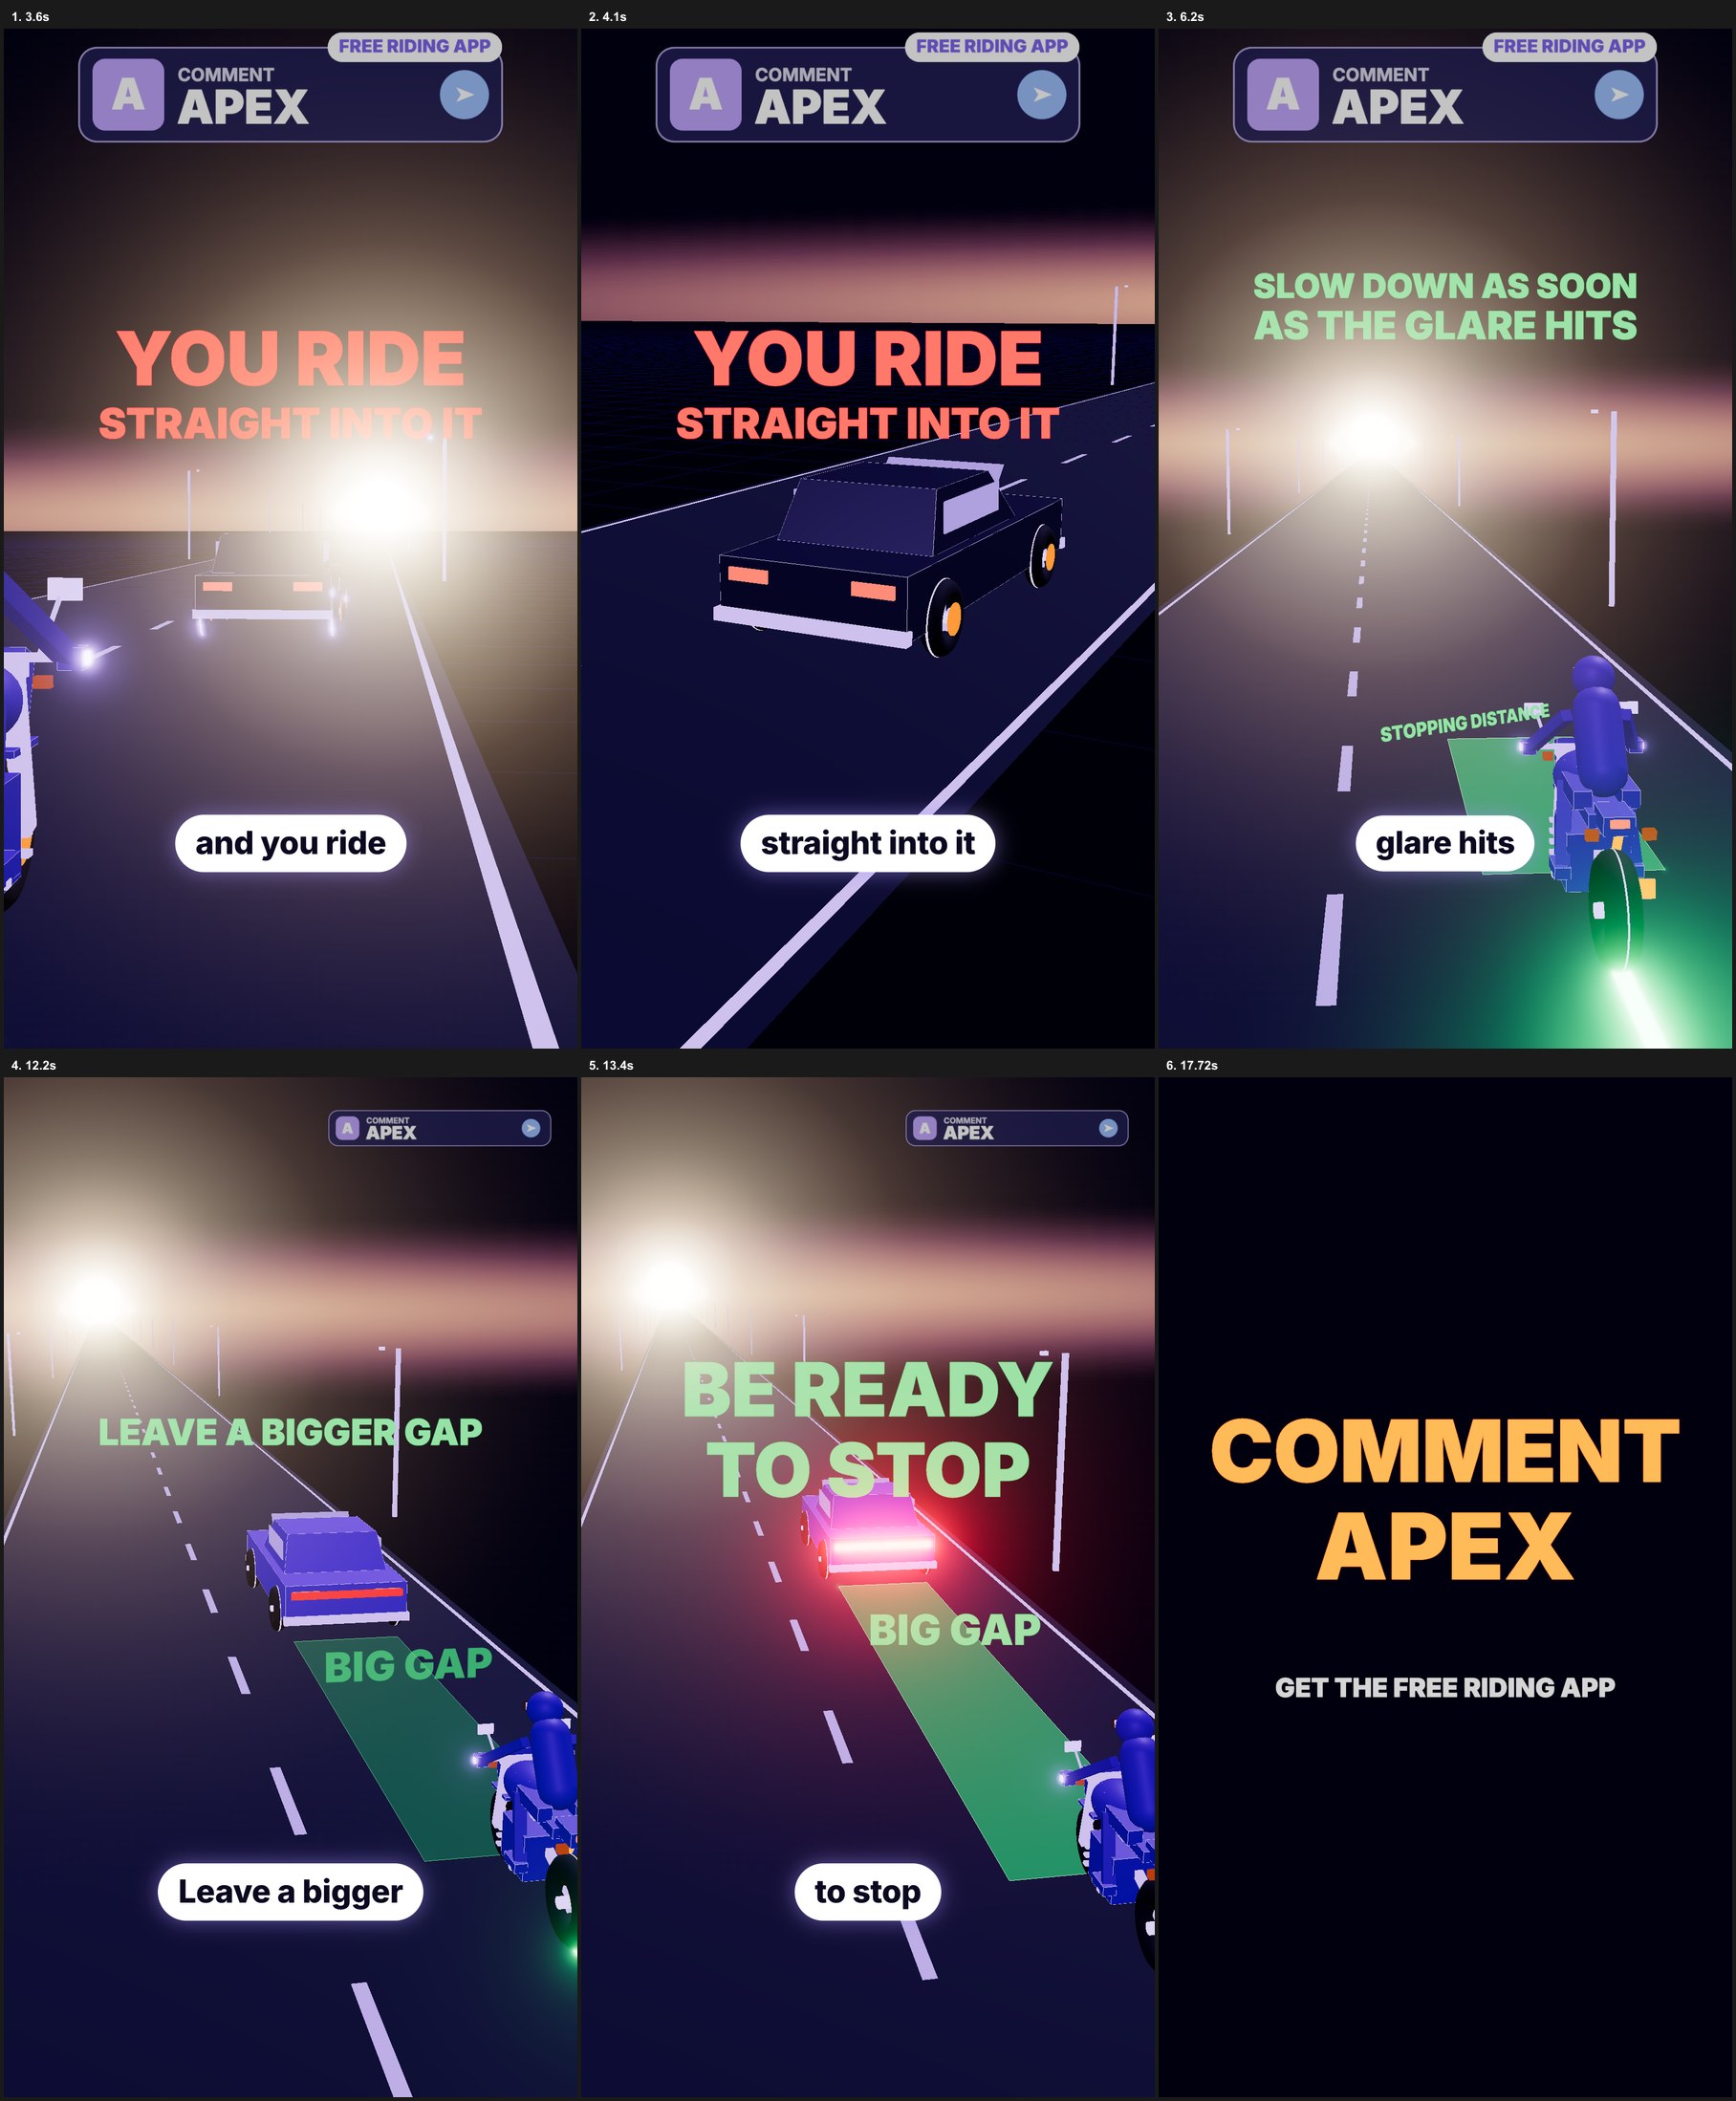 1. 3.6s
FREE RIDING APP
A
COMMENT
APEX
YOU RIDE
STRAIGHT INTO IT
and you ride
2. 4.1s
FREE RIDING APP
A
COMMENT
APEX
YOU RIDE
STRAIGHT INTO IT
straight into it
3. 6.2s
FREE RIDING APP
A
COMMENT
APEX
SLOW DOWN AS SOON
AS THE GLARE HITS
STOPPING DISTANCE
glare hits
4. 12.2s
A
COMMENT
APEX
LEAVE A BIGGER GAP
BIG GAP
Leave a bigger
5. 13.4s
A
COMMENT
APEX
BE READY
TO STOP
BIG GAP
to stop
6. 17.72s
COMMENT
APEX
GET THE FREE RIDING APP